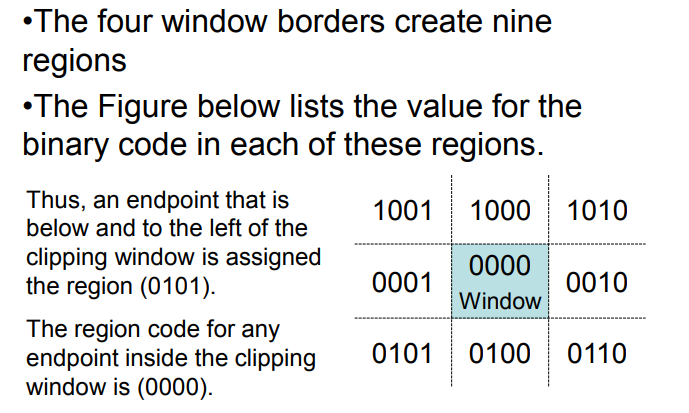 •The four window borders create nine
regions
•The Figure below lists the value for the
binary code in each of these regions.
Thus, an endpoint that is
below and to the left of the
clipping window is assigned
the region (0101).
The region code for any
endpoint inside the clipping
window is (0000).
1001 1000 1010
0001 0000 0010
Window
0101 0100 0110